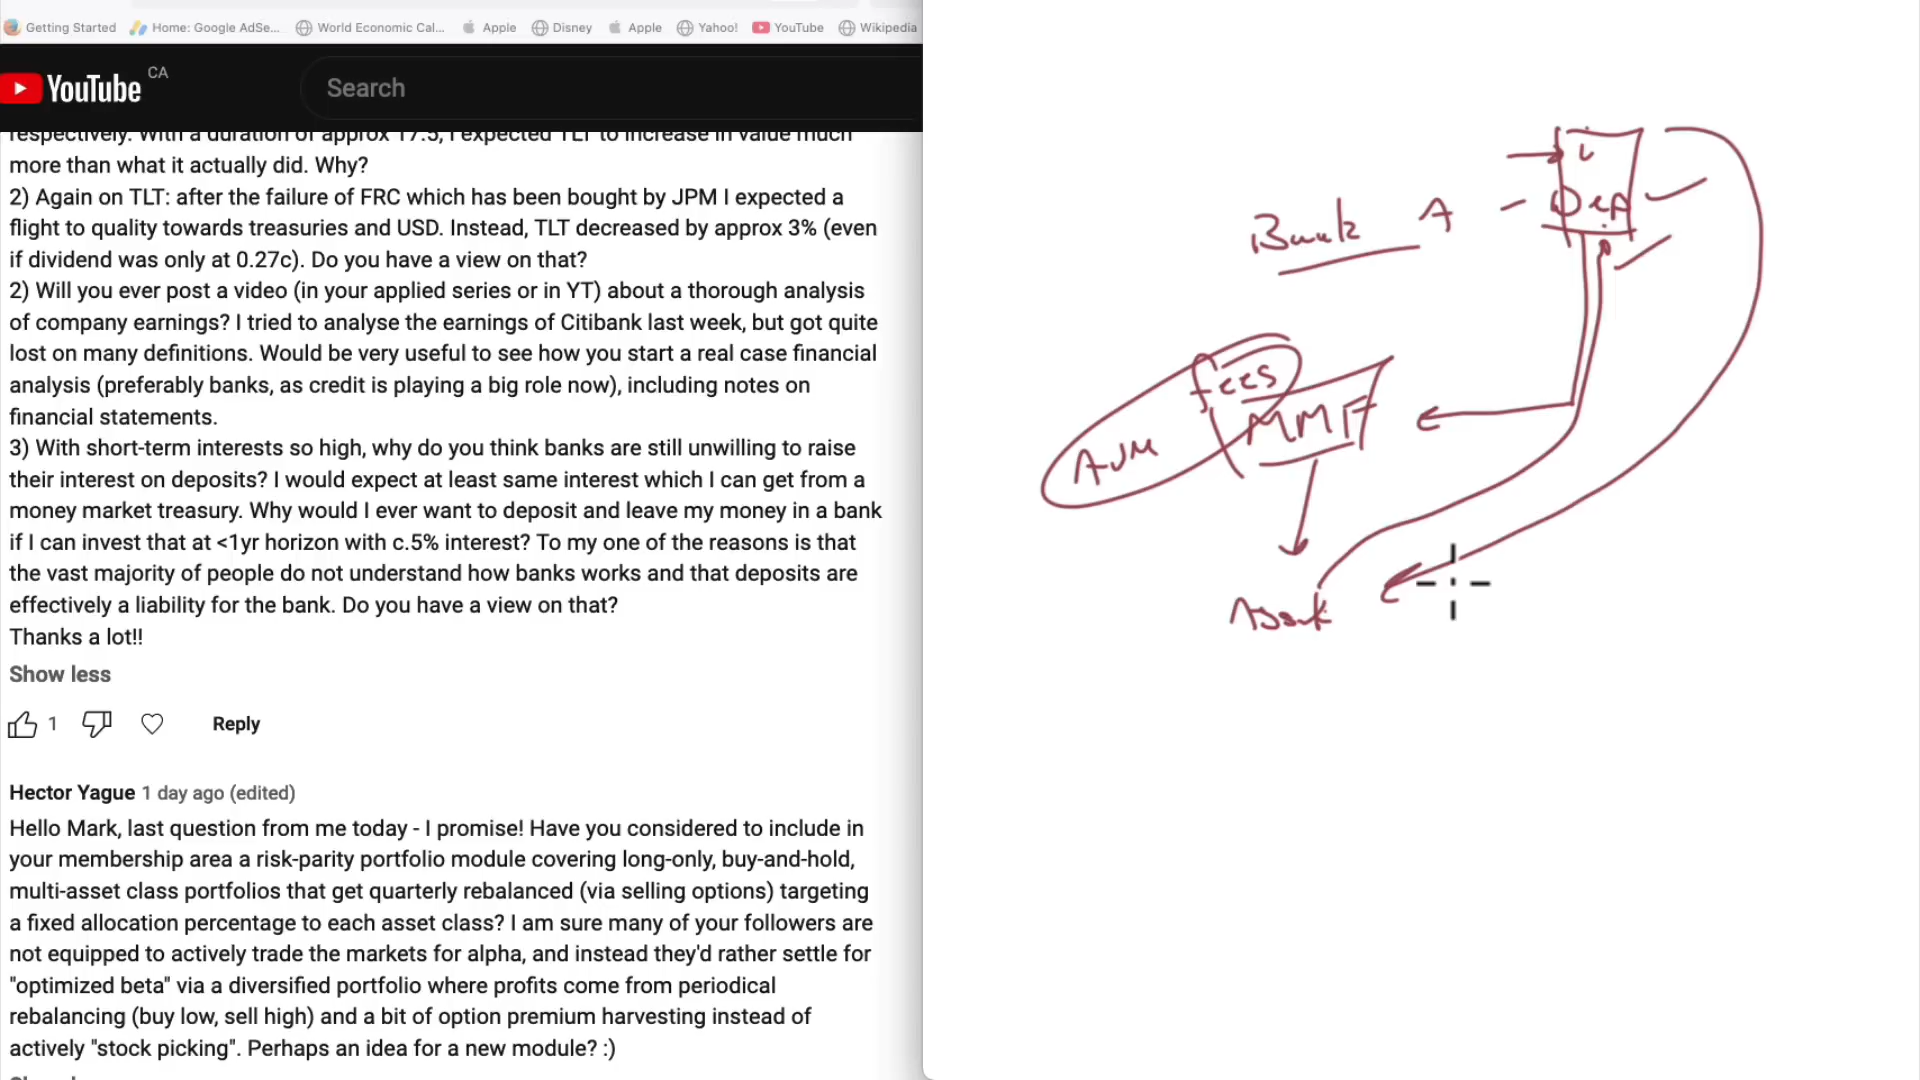 Getting Started
Home: Google AdSe...
World Economic Cal...
Apple
Disney
Apple
Yahoo!
YouTube
Wikipedia
YouTube CA
Search
respectively. With a duration of approx 17.5, I expected TLT to increase in value much
more than what it actually did. Why?
2) Again on TLT: after the failure of FRC which has been bought by JPM I expected a
flight to quality towards treasuries and USD. Instead, TLT decreased by approx 3% (even
if dividend was only at 0.27c). Do you have a view on that?
2) Will you ever post a video (in your applied series or in YT) about a thorough analysis
of company earnings? I tried to analyse the earnings of Citibank last week, but got quite
lost on many definitions. Would be very useful to see how you start a real case financial
analysis (preferably banks, as credit is playing a big role now), including notes on
financial statements.
3) With short-term interests so high, why do you think banks are still unwilling to raise
their interest on deposits? I would expect at least same interest which I can get from a
money market treasury. Why would I ever want to deposit and leave my money in a bank
if I can invest that at <1yr horizon with c.5% interest? To my one of the reasons is that
the vast majority of people do not understand how banks works and that deposits are
effectively a liability for the bank. Do you have a view on that?
Thanks a lot!!
Show less
1
Reply
Hector Yague 1 day ago (edited)
Hello Mark, last question from me today - I promise! Have you considered to include in
your membership area a risk-parity portfolio module covering long-only, buy-and-hold,
multi-asset class portfolios that get quarterly rebalanced (via selling options) targeting
a fixed allocation percentage to each asset class? I am sure many of your followers are
not equipped to actively trade the markets for alpha, and instead they'd rather settle for
"optimized beta" via a diversified portfolio where profits come from periodical
rebalancing (buy low, sell high) and a bit of option premium harvesting instead of
actively "stock picking". Perhaps an idea for a new module? :)
Bank A - Dep
fees
MMF
AUM